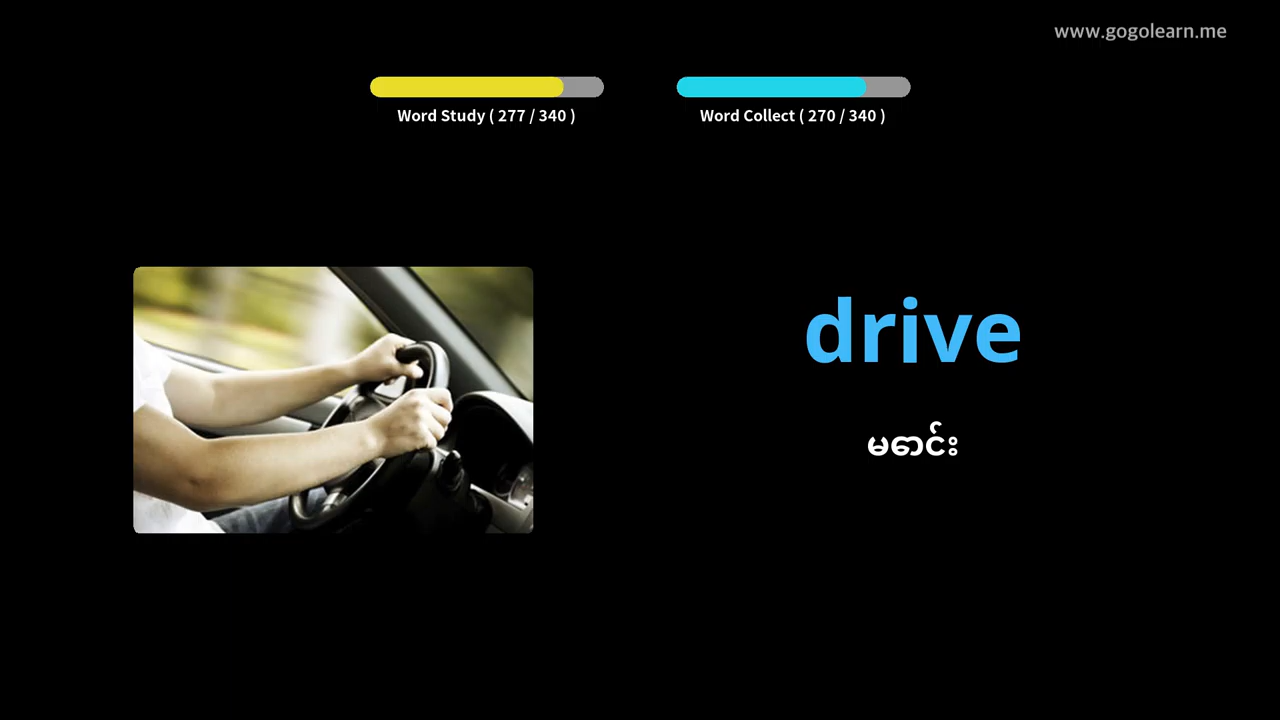 www.gogolearn.me
Word Study ( 277 / 340 )
Word Collect ( 270 / 340 )
drive
မောင်း